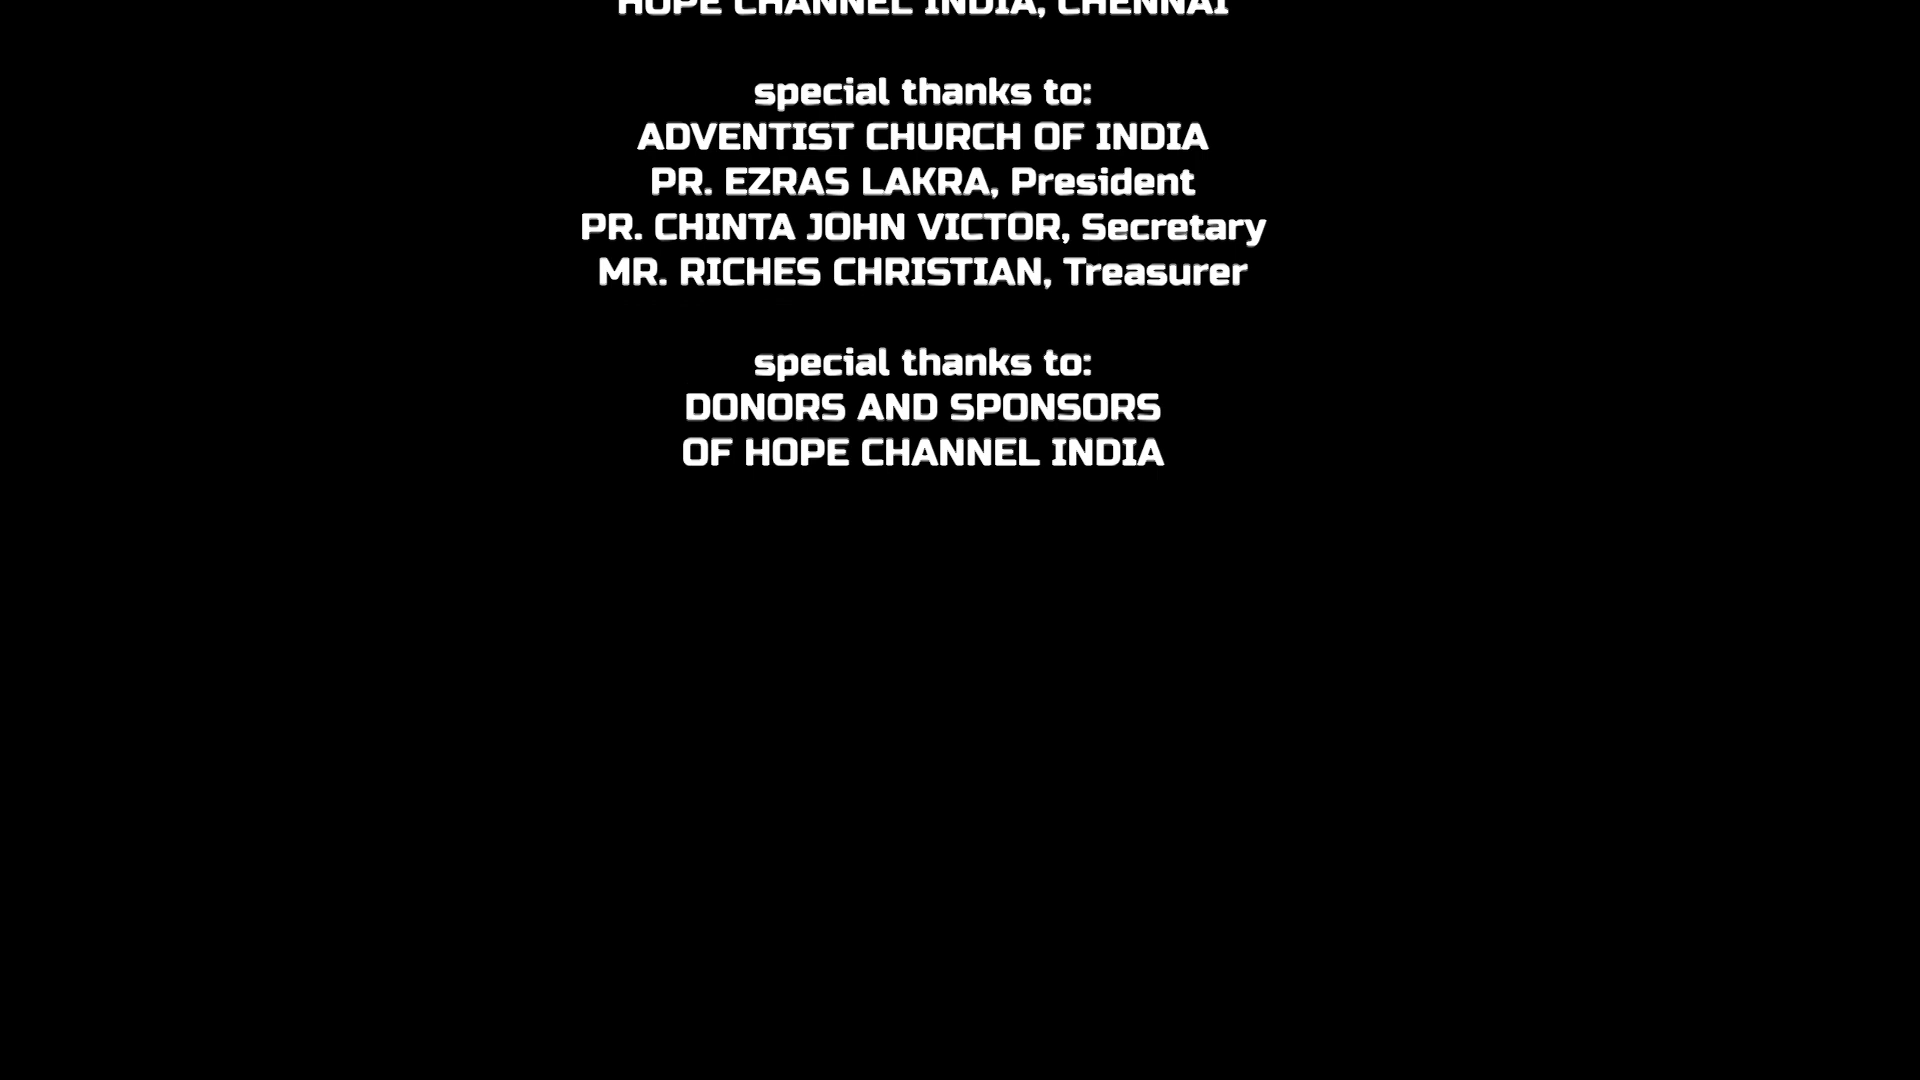 HOPE CHANNEL INDIA, CHENNAI
special thanks to:
ADVENTIST CHURCH OF INDIA
PR. EZRAS LAKRA, President
PR. CHINTA JOHN VICTOR, Secretary
MR. RICHES CHRISTIAN, Treasurer
special thanks to:
DONORS AND SPONSORS
OF HOPE CHANNEL INDIA